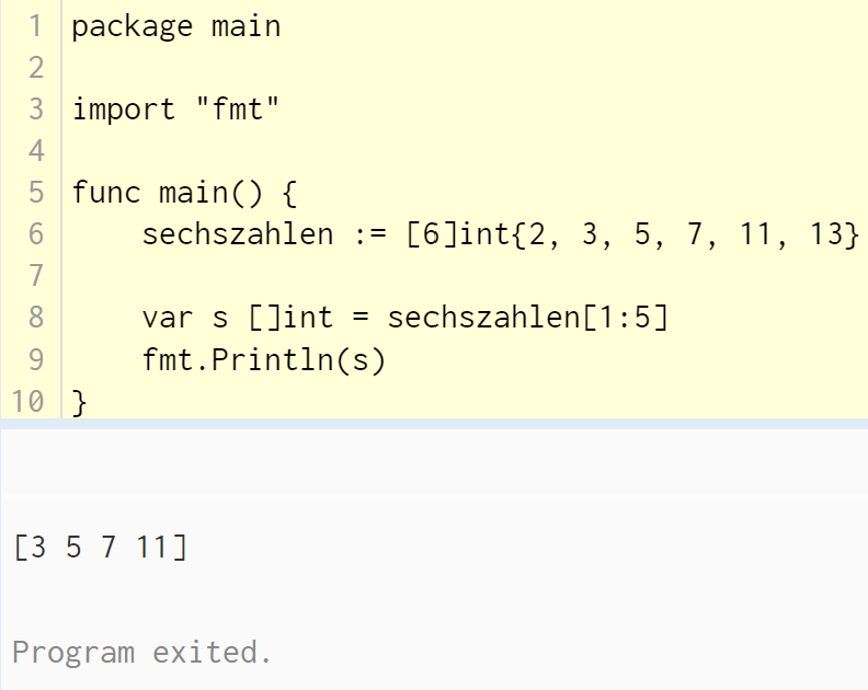 1 package main
2
3 import "fmt"
4
5 func main() {
6     sechszahlen := [6]int{2, 3, 5, 7, 11, 13}
7
8     var s []int = sechszahlen[1:5]
9     fmt.Println(s)
10 }
[3 5 7 11]
Program exited.